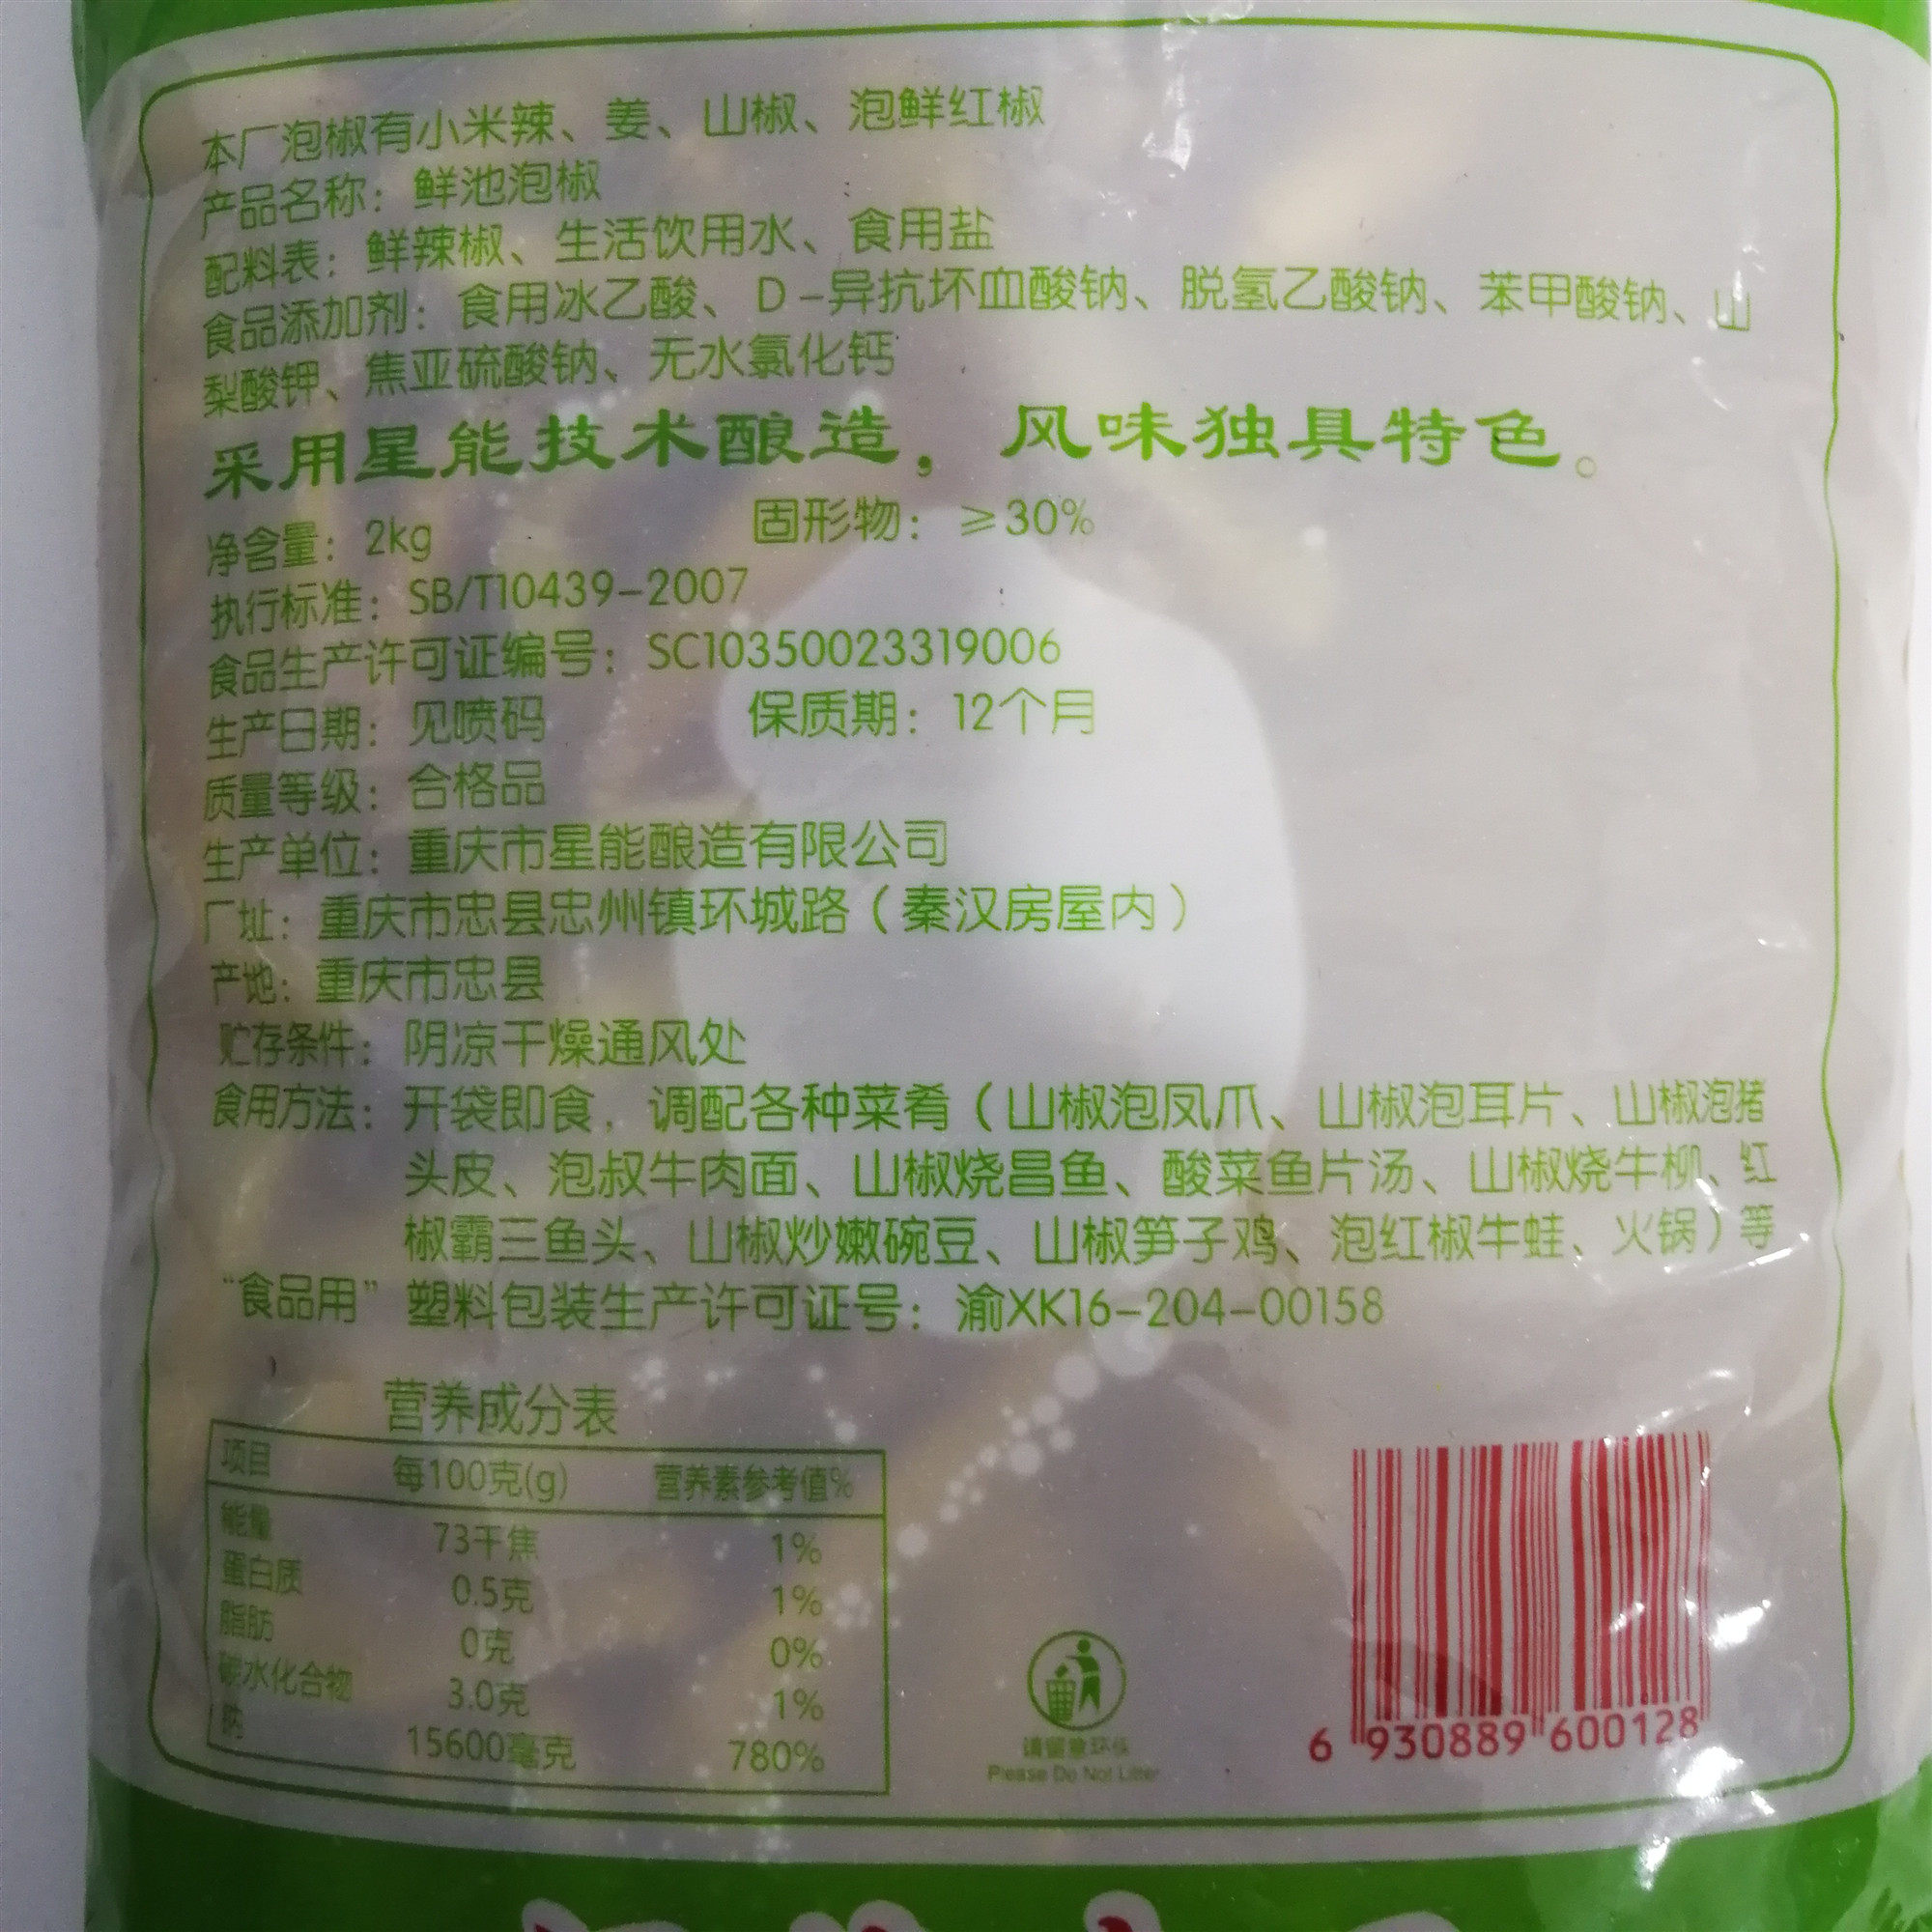 本厂泡椒有小米辣、姜、山椒、泡鲜红椒
产品名称：鲜池泡椒
配料表：鲜辣椒、生活饮用水、食用盐
食品添加剂：食用冰乙酸、D-异抗坏血酸钠、脱氢乙酸钠、苯甲酸钠、山
梨酸钾、焦亚硫酸钠、无水氯化钙
采用星能技术酿造，风味独具特色。
净含量：2kg 固形物：≥30%
执行标准：SB/T10439-2007
食品生产许可证编号：SC10350023319006
生产日期：见喷码 保质期：12个月
质量等级：合格品
生产单位：重庆市星能酿造有限公司
厂址：重庆市忠县忠州镇环城路（秦汉房屋内）
产地：重庆市忠县
贮存条件：阴凉干燥通风处
食用方法：开袋即食，调配各种菜肴（山椒泡凤爪、山椒泡耳片、山椒泡猪
头皮、泡叔牛肉面、山椒烧昌鱼、酸菜鱼片汤、山椒烧牛柳、红
椒霸三鱼头、山椒炒嫩碗豆、山椒笋子鸡、泡红椒牛蛙、火锅）等
“食品用”塑料包装生产许可证号：渝XK16-204-00158
营养成分表
项目 每100克(g) 营养素参考值%
能量 73千焦 1%
蛋白质 0.5克 1%
脂肪 0克 0%
碳水化合物 3.0克 1%
钠 15600毫克 780%
Please Do Not Litter
6 930889 600128